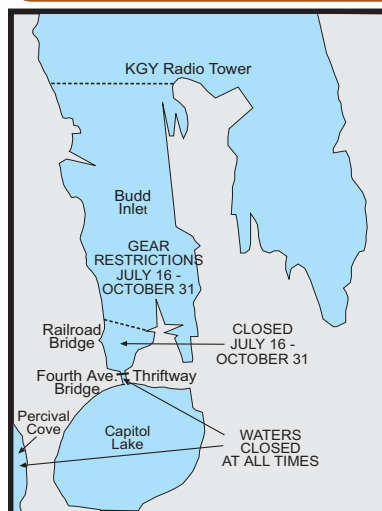 KGY Radio Tower
Budd
Inlet
GEAR
RESTRICTIONS
JULY 16 -
OCTOBER 31
Railroad
Bridge
CLOSED
JULY 16 -
OCTOBER 31
Fourth Ave.
Bridge
Thriftway
Percival
Cove
Capitol
Lake
WATERS
CLOSED
AT ALL TIMES